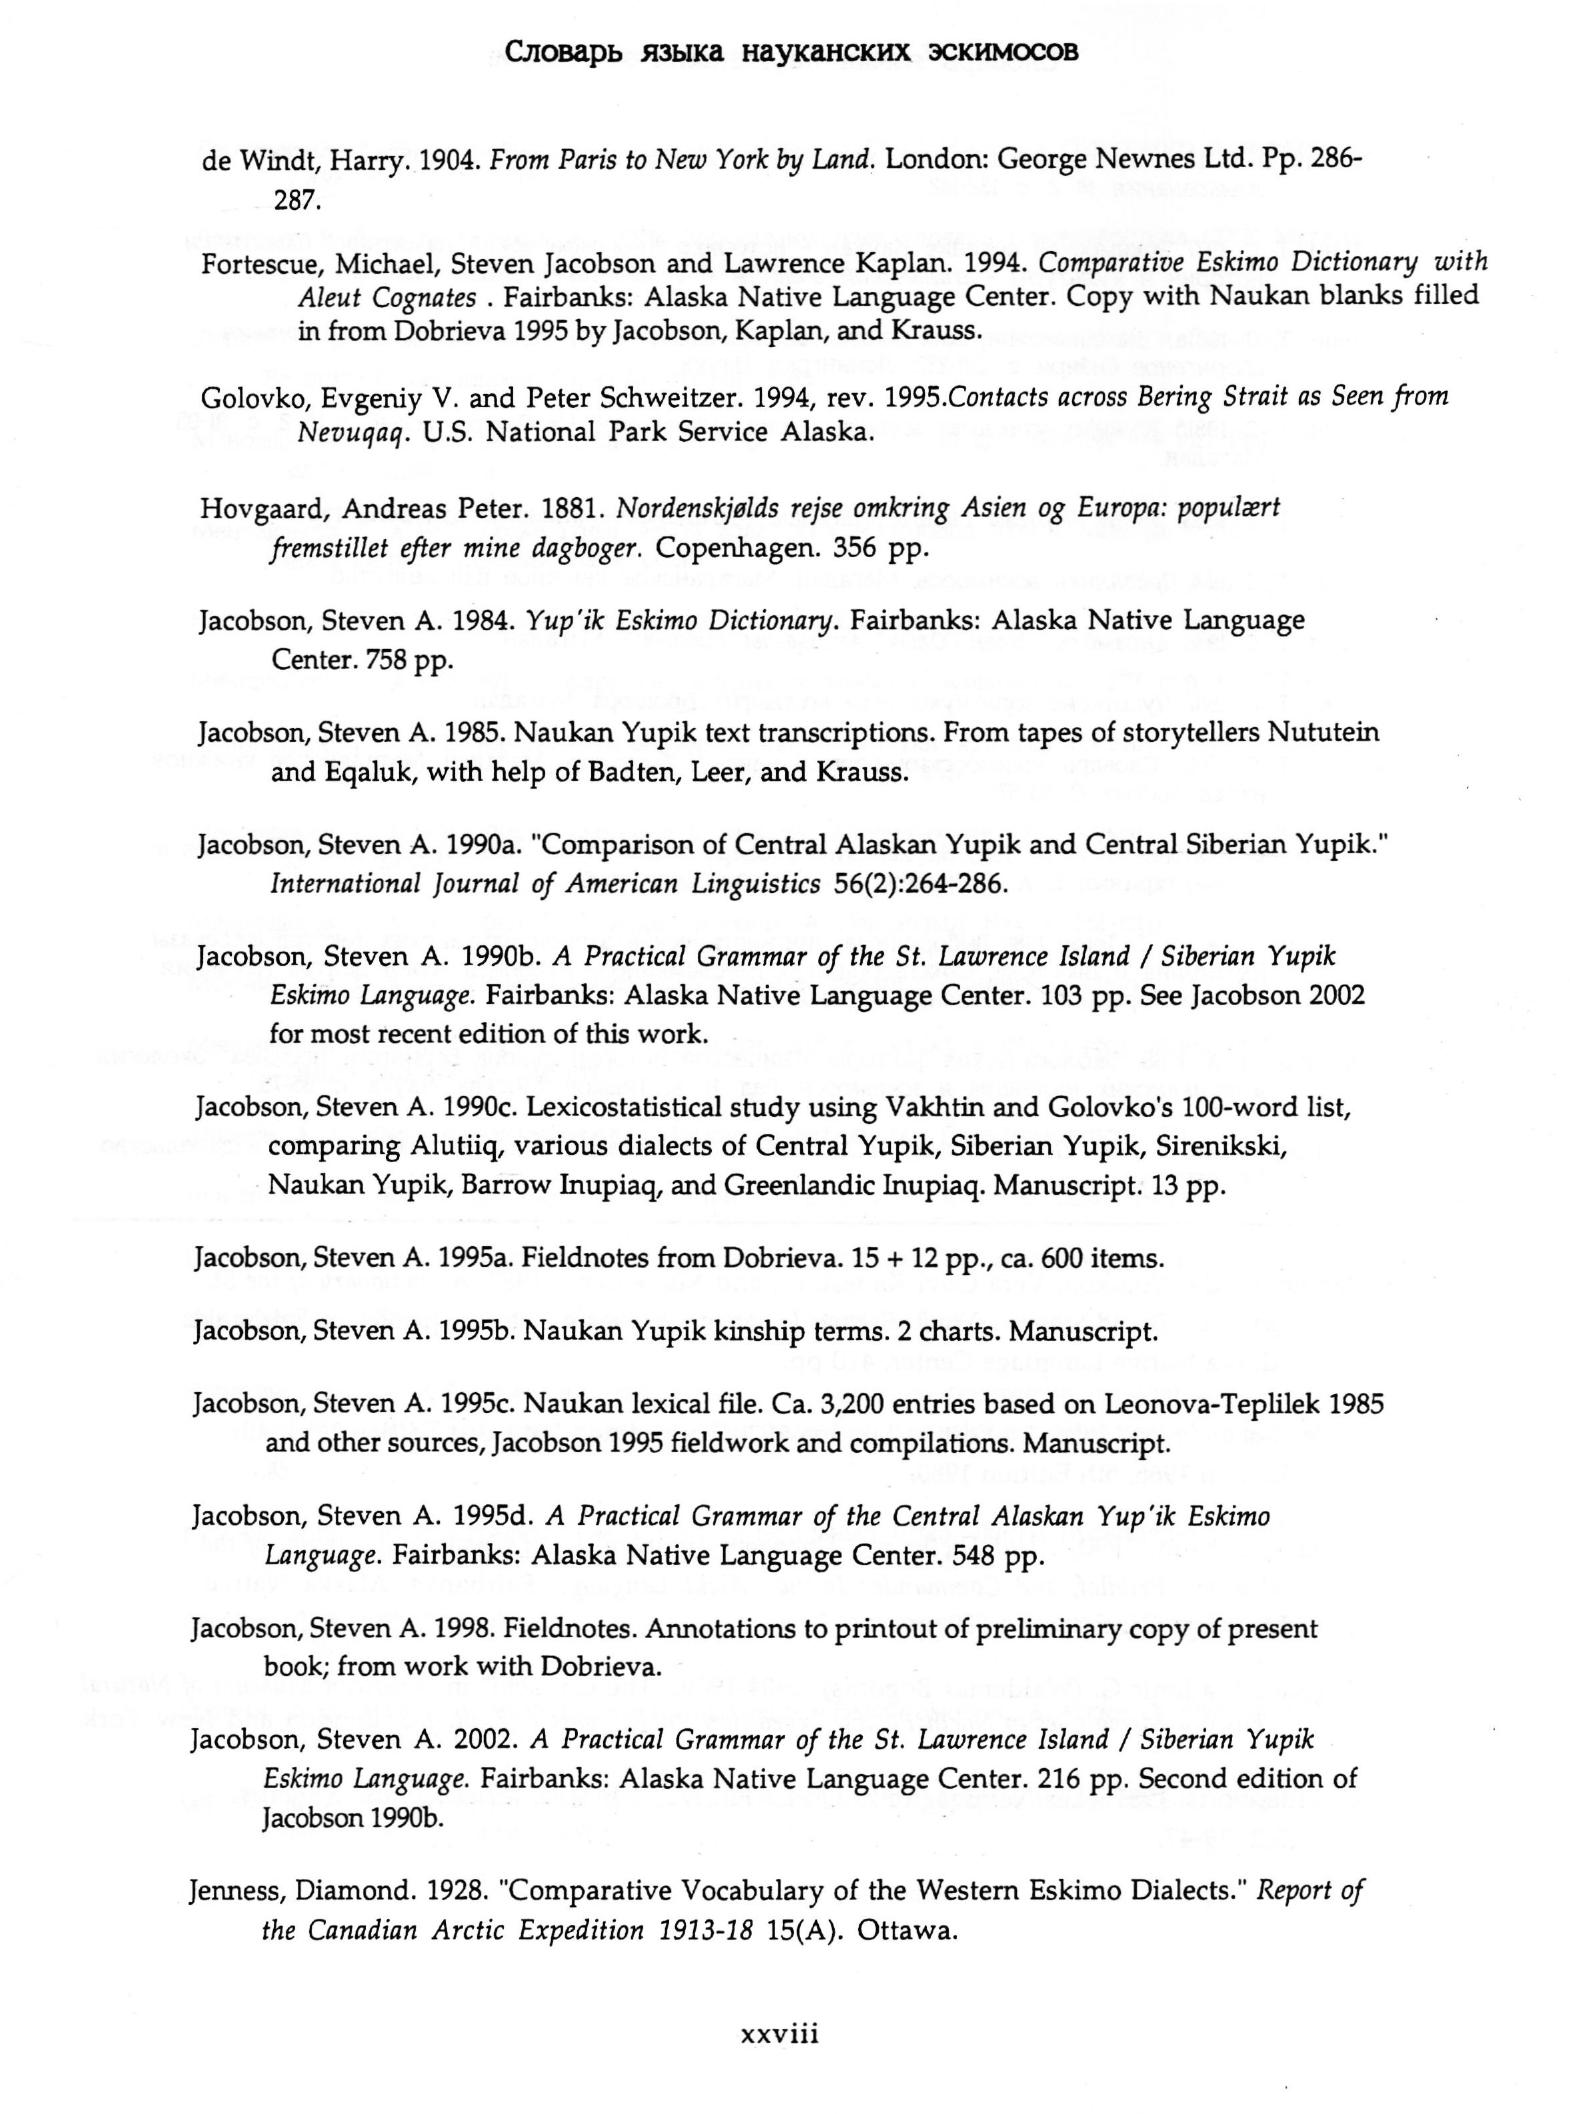 Словарь языка науканских эскимосов
de Windt, Harry. 1904. From Paris to New York by Land. London: George Newnes Ltd. Pp. 286-
287.
Fortescue, Michael, Steven Jacobson and Lawrence Kaplan. 1994. Comparative Eskimo Dictionary with
Aleut Cognates . Fairbanks: Alaska Native Language Center. Copy with Naukan blanks filled
in from Dobrieva 1995 by Jacobson, Kaplan, and Krauss.
Golovko, Evgeniy V. and Peter Schweitzer. 1994, rev. 1995.Contacts across Bering Strait as Seen from
Nevuqaq. U.S. National Park Service Alaska.
Hovgaard, Andreas Peter. 1881. Nordenskjølds rejse omkring Asien og Europa: populært
fremstillet efter mine dagboger. Copenhagen. 356 pp.
Jacobson, Steven A. 1984. Yup'ik Eskimo Dictionary. Fairbanks: Alaska Native Language
Center. 758 pp.
Jacobson, Steven A. 1985. Naukan Yupik text transcriptions. From tapes of storytellers Nututein
and Eqaluk, with help of Badten, Leer, and Krauss.
Jacobson, Steven A. 1990a. "Comparison of Central Alaskan Yupik and Central Siberian Yupik."
International Journal of American Linguistics 56(2):264-286.
Jacobson, Steven A. 1990b. A Practical Grammar of the St. Lawrence Island / Siberian Yupik
Eskimo Language. Fairbanks: Alaska Native Language Center. 103 pp. See Jacobson 2002
for most recent edition of this work.
Jacobson, Steven A. 1990c. Lexicostatistical study using Vakhtin and Golovko's 100-word list,
comparing Alutiiq, various dialects of Central Yupik, Siberian Yupik, Sirenikski,
Naukan Yupik, Barrow Inupiaq, and Greenlandic Inupiaq. Manuscript. 13 pp.
Jacobson, Steven A. 1995a. Fieldnotes from Dobrieva. 15 + 12 pp., ca. 600 items.
Jacobson, Steven A. 1995b. Naukan Yupik kinship terms. 2 charts. Manuscript.
Jacobson, Steven A. 1995c. Naukan lexical file. Ca. 3,200 entries based on Leonova-Teplilek 1985
and other sources, Jacobson 1995 fieldwork and compilations. Manuscript.
Jacobson, Steven A. 1995d. A Practical Grammar of the Central Alaskan Yup'ik Eskimo
Language. Fairbanks: Alaska Native Language Center. 548 pp.
Jacobson, Steven A. 1998. Fieldnotes. Annotations to printout of preliminary copy of present
book; from work with Dobrieva.
Jacobson, Steven A. 2002. A Practical Grammar of the St. Lawrence Island / Siberian Yupik
Eskimo Language. Fairbanks: Alaska Native Language Center. 216 pp. Second edition of
Jacobson 1990b.
Jenness, Diamond. 1928. "Comparative Vocabulary of the Western Eskimo Dialects." Report of
the Canadian Arctic Expedition 1913-18 15(A). Ottawa.
xxviii